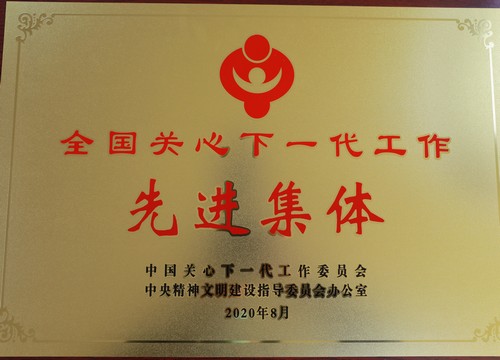 全国关心下一代工作
先进集体
中国关心下一代工作委员会
中央精神文明建设指导委员会办公室
2020年8月